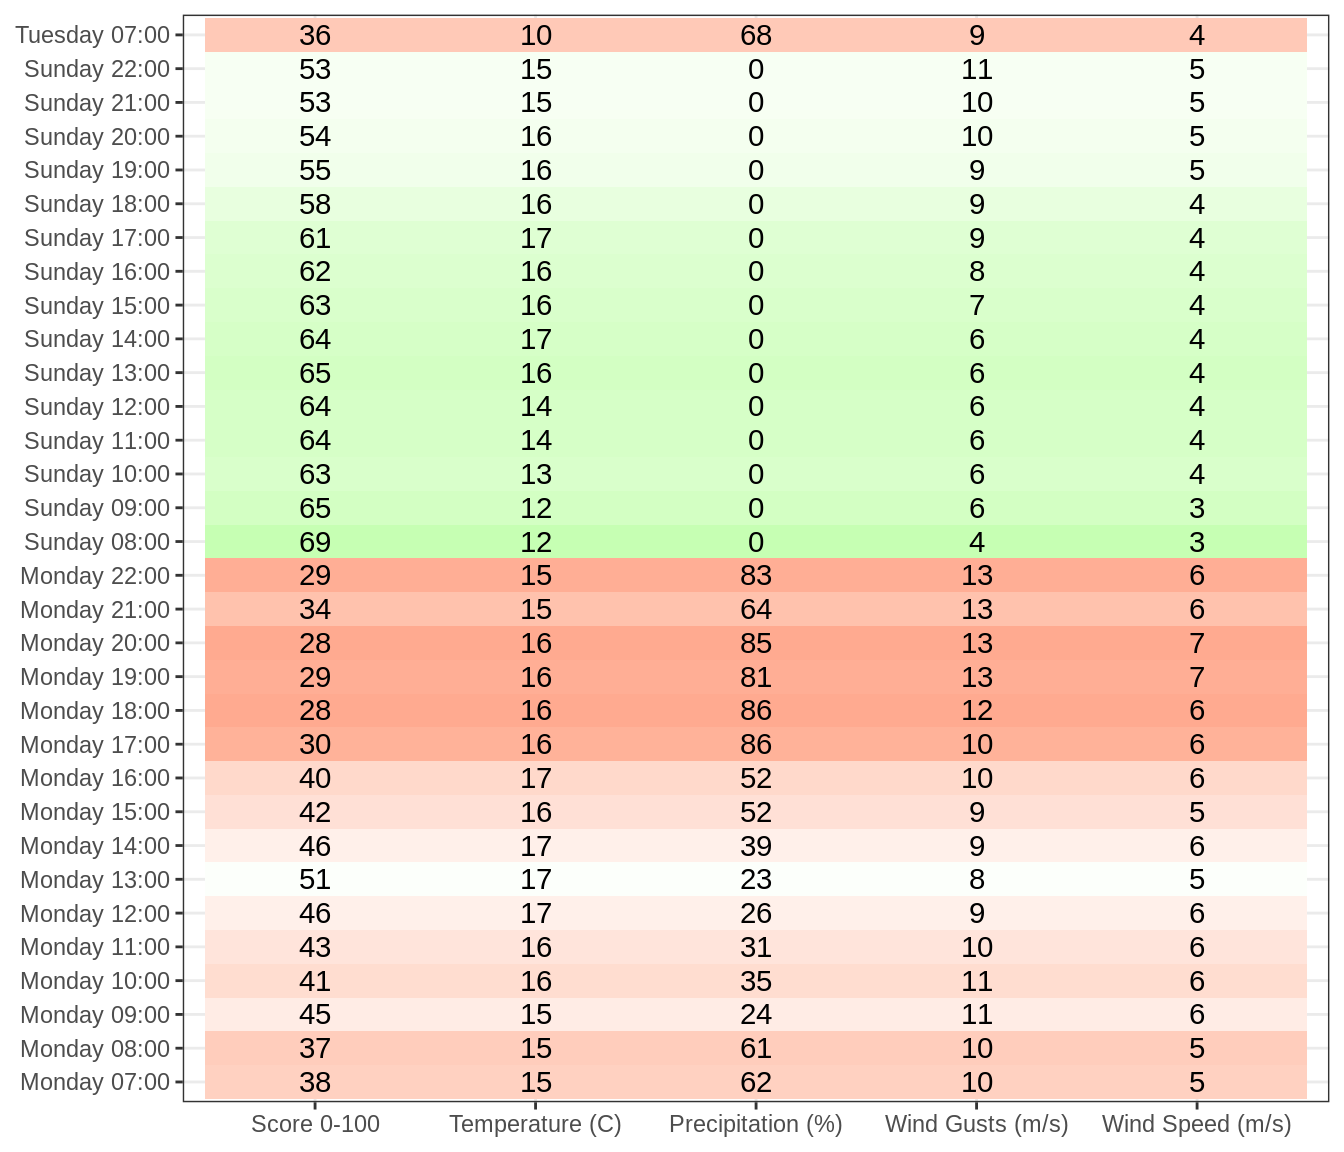 Tuesday 07:00 36 10 68 9 4
Sunday 22:00 53 15 0 11 5
Sunday 21:00 53 15 0 10 5
Sunday 20:00 54 16 0 10 5
Sunday 19:00 55 16 0 9 5
Sunday 18:00 58 16 0 9 4
Sunday 17:00 61 17 0 9 4
Sunday 16:00 62 16 0 8 4
Sunday 15:00 63 16 0 7 4
Sunday 14:00 64 17 0 6 4
Sunday 13:00 65 16 0 6 4
Sunday 12:00 64 14 0 6 4
Sunday 11:00 64 14 0 6 4
Sunday 10:00 63 13 0 6 4
Sunday 09:00 65 12 0 6 3
Sunday 08:00 69 12 0 4 3
Monday 22:00 29 15 83 13 6
Monday 21:00 34 15 64 13 6
Monday 20:00 28 16 85 13 7
Monday 19:00 29 16 81 13 7
Monday 18:00 28 16 86 12 6
Monday 17:00 30 16 86 10 6
Monday 16:00 40 17 52 10 6
Monday 15:00 42 16 52 9 5
Monday 14:00 46 17 39 9 6
Monday 13:00 51 17 23 8 5
Monday 12:00 46 17 26 9 6
Monday 11:00 43 16 31 10 6
Monday 10:00 41 16 35 11 6
Monday 09:00 45 15 24 11 6
Monday 08:00 37 15 61 10 5
Monday 07:00 38 15 62 10 5
Score 0-100 Temperature (C) Precipitation (%) Wind Gusts (m/s) Wind Speed (m/s)